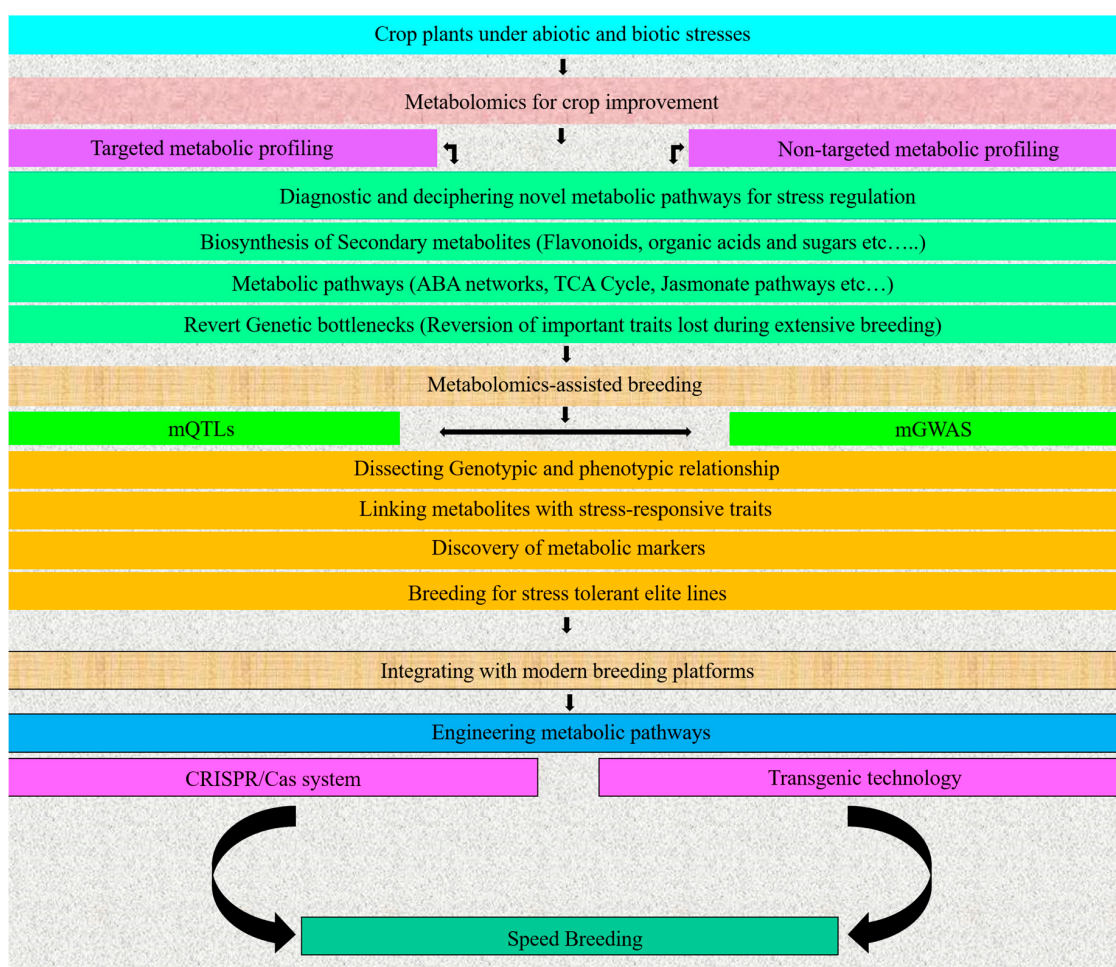 Crop plants under abiotic and biotic stresses
Metabolomics for crop improvement
Targeted metabolic profiling
Non-targeted metabolic profiling
Diagnostic and deciphering novel metabolic pathways for stress regulation
Biosynthesis of Secondary metabolites (Flavonoids, organic acids and sugars etc…..)
Metabolic pathways (ABA networks, TCA Cycle, Jasmonate pathways etc…)
Revert Genetic bottlenecks (Reversion of important traits lost during extensive breeding)
Metabolomics-assisted breeding
mQTLs
mGWAS
Dissecting Genotypic and phenotypic relationship
Linking metabolites with stress-responsive traits
Discovery of metabolic markers
Breeding for stress tolerant elite lines
Integrating with modern breeding platforms
Engineering metabolic pathways
CRISPR/Cas system
Transgenic technology
Speed Breeding